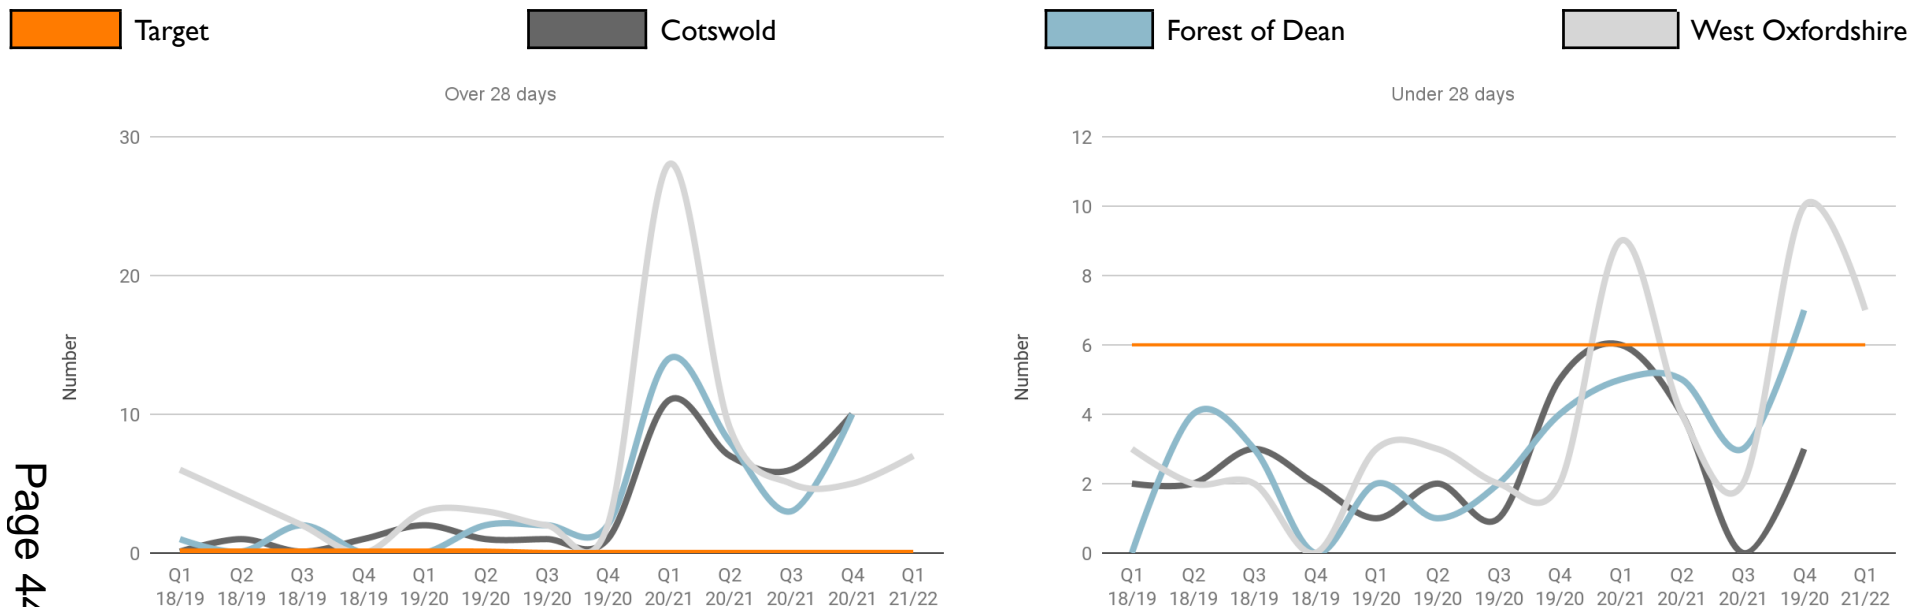 Target
Cotswold
Forest of Dean
West Oxfordshire
Over 28 days
30
20
10
0
Number
Q1 Q2 Q3 Q4 Q1 Q2 Q3 Q4 Q1 Q2 Q3 Q4 Q1
18/19 18/19 18/19 18/19 19/20 19/20 19/20 19/20 20/21 20/21 20/21 20/21 21/22
Under 28 days
12
10
8
6
4
2
0
Number
Q1 Q2 Q3 Q4 Q1 Q2 Q3 Q4 Q1 Q2 Q3 Q4 Q1
18/19 18/19 18/19 18/19 19/20 19/20 19/20 19/20 20/21 20/21 20/21 19/20 21/22
Page 44